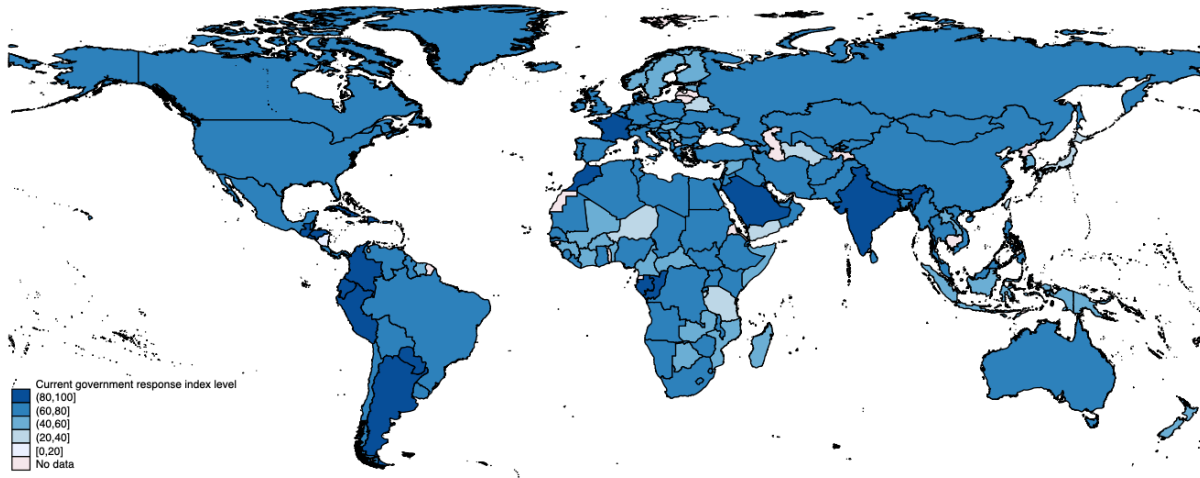 Current government response index level
(80,100]
(60,80]
(40,60]
(20,40]
[0,20]
No data